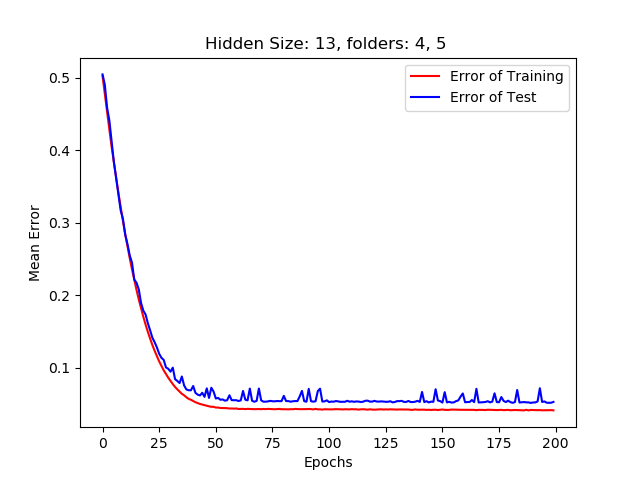 Hidden Size: 13, folders: 4, 5
Error of Training
Error of Test
Mean Error
0.5
0.4
0.3
0.2
0.1
0 25 50 75 100 125 150 175 200
Epochs